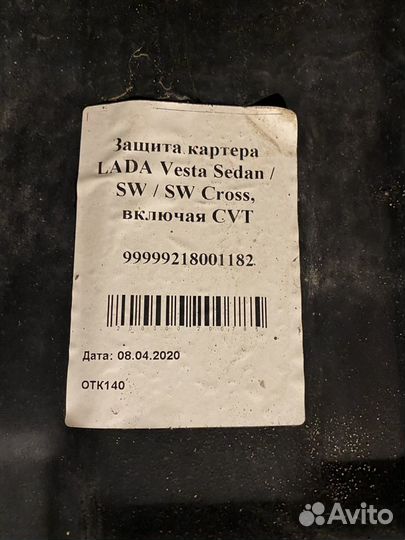 Защита картера
LADA Vesta Sedan /
SW / SW Cross,
включая CVT
99999218001182
Дата: 08.04.2020
ОТК140
Avito